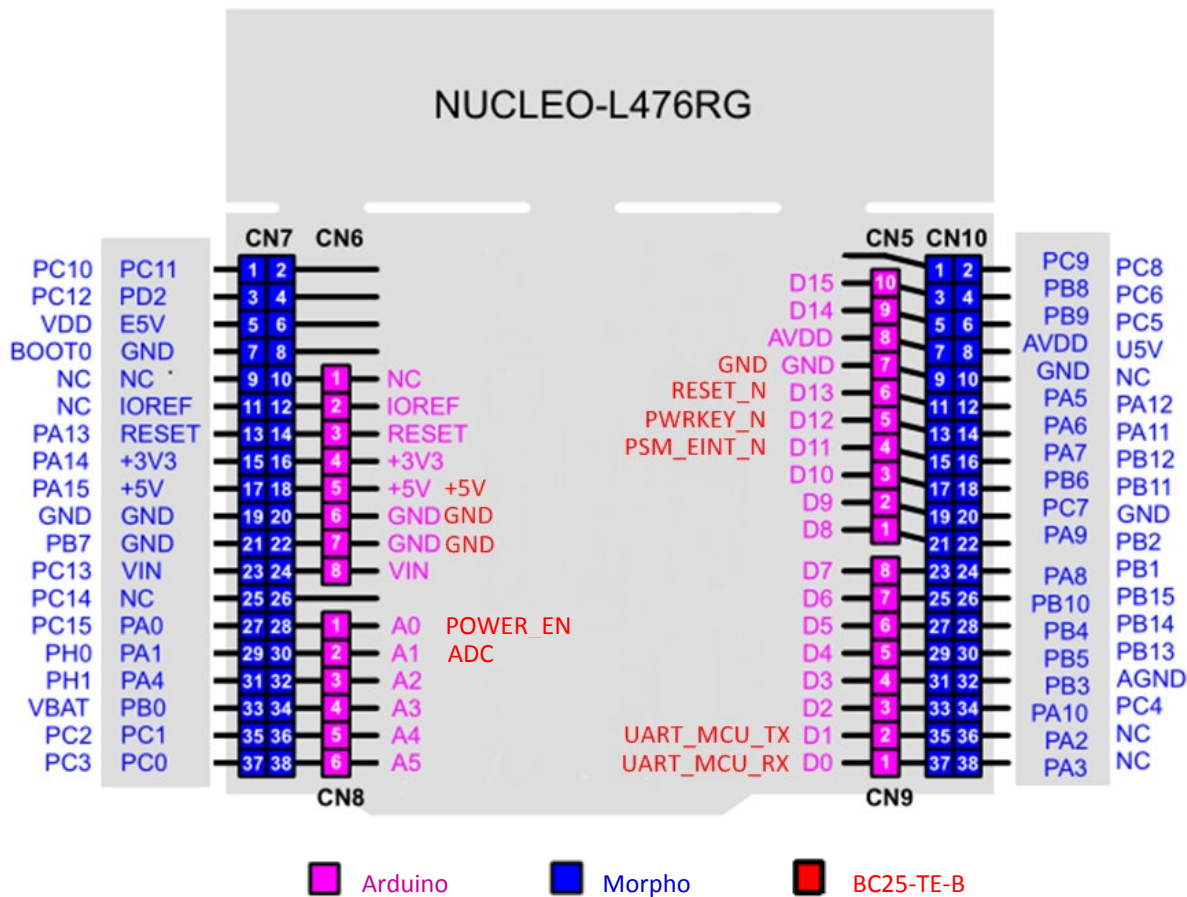 NUCLEO-L476RG
CN7 CN6 CN5 CN10
PC10 PC11 1 2 1 2 PC9 PC8
PC12 PD2 3 4 D15 10 3 4 PB8 PC6
VDD E5V 5 6 D14 9 5 6 PB9 PC5
BOOT0 GND 7 8 AVDD 8 7 8 AVDD U5V
NC NC 9 10 1 NC GND GND 7 9 10 GND NC
NC IOREF 11 12 2 IOREF RESET_N D13 6 11 12 PA5 PA12
PA13 RESET 13 14 3 RESET PWRKEY_N D12 5 13 14 PA6 PA11
PA14 +3V3 15 16 4 +3V3 PSM_EINT_N D11 4 15 16 PA7 PB12
PA15 +5V 17 18 5 +5V +5V D10 3 17 18 PB6 PB11
GND GND 19 20 6 GND GND D9 2 19 20 PC7 GND
PB7 GND 21 22 7 GND GND D8 1 21 22 PA9 PB2
PC13 VIN 23 24 8 VIN D7 8 23 24 PA8 PB1
PC14 NC 25 26 D6 7 25 26 PB10 PB15
PC15 PA0 27 28 1 A0 POWER_EN D5 6 27 28 PB4 PB14
PH0 PA1 29 30 2 A1 ADC D4 5 29 30 PB5 PB13
PH1 PA4 31 32 3 A2 D3 4 31 32 PB3 AGND
VBAT PB0 33 34 4 A3 D2 3 33 34 PA10 PC4
PC2 PC1 35 36 5 A4 UART_MCU_TX D1 2 35 36 PA2 NC
PC3 PC0 37 38 6 A5 UART_MCU_RX D0 1 37 38 PA3 NC
CN8 CN9
Arduino Morpho BC25-TE-B